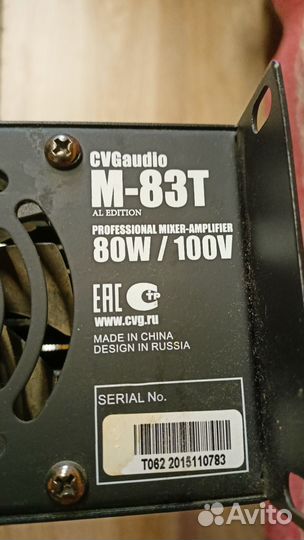 CVGaudio
M-83T
AL EDITION
PROFESSIONAL MIXER-AMPLIFIER
80W / 100V
EAC
www.cvg.ru
MADE IN CHINA
DESIGN IN RUSSIA
SERIAL No.
T062 2015110783
Avito